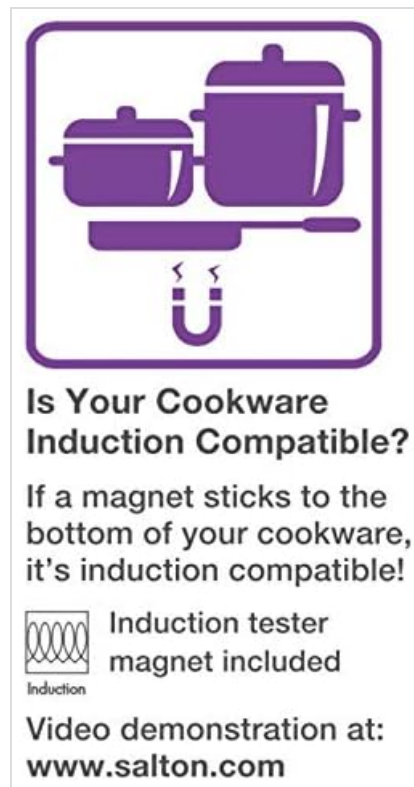 Is Your Cookware
Induction Compatible?
If a magnet sticks to the
bottom of your cookware,
it's induction compatible!
Induction tester
magnet included
Induction
Video demonstration at:
www.salton.com